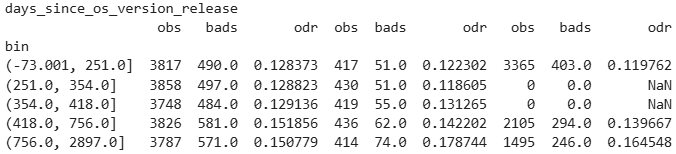 days_since_os_version_release
obs bads odr obs bads odr obs bads odr
bin
(-73.001, 251.0] 3817 490.0 0.128373 417 51.0 0.122302 3365 403.0 0.119762
(251.0, 354.0] 3858 497.0 0.128823 430 51.0 0.118605 0 0.0 NaN
(354.0, 418.0] 3748 484.0 0.129136 419 55.0 0.131265 0 0.0 NaN
(418.0, 756.0] 3826 581.0 0.151856 436 62.0 0.142202 2105 294.0 0.139667
(756.0, 2897.0] 3787 571.0 0.150779 414 74.0 0.178744 1495 246.0 0.164548